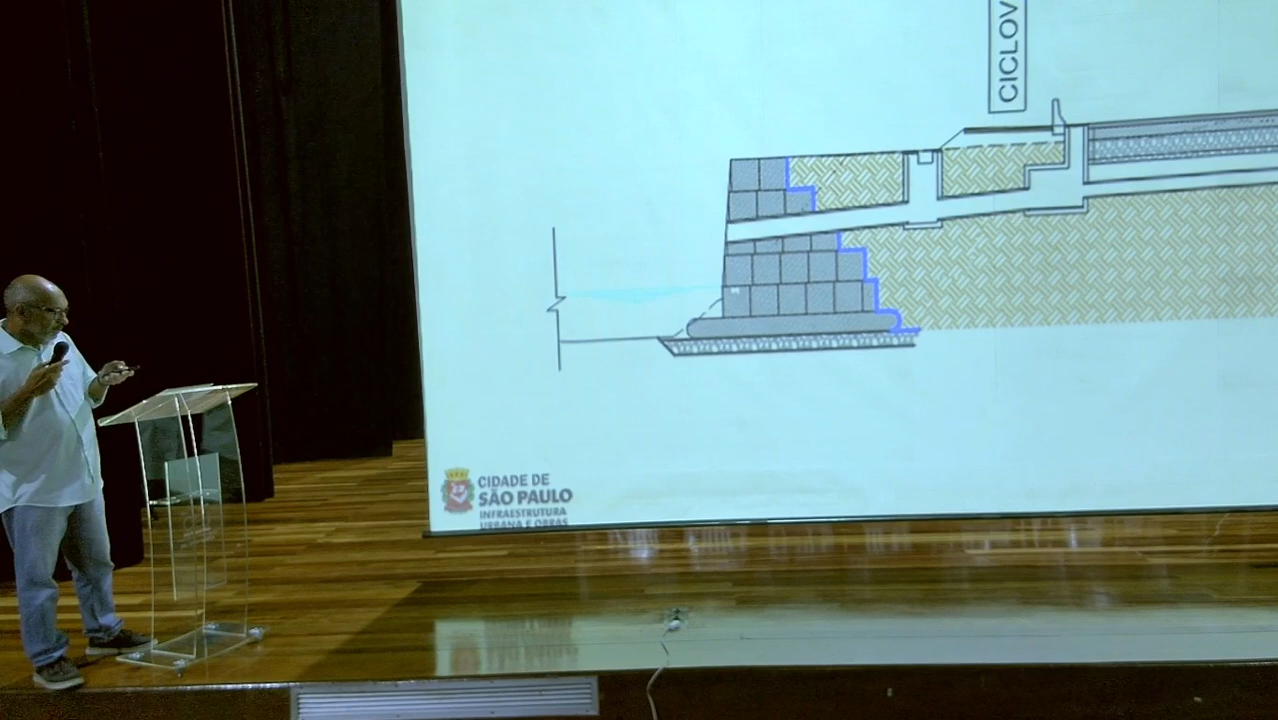 CICLOV
CIDADE DE
SÃO PAULO
INFRAESTRUTURA
URBANA E OBRAS